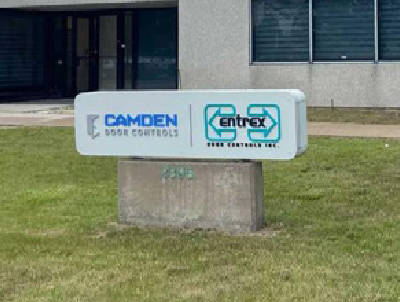 CAMDEN
DOOR CONTROLS
entrex
DOOR CONTROLS INC.